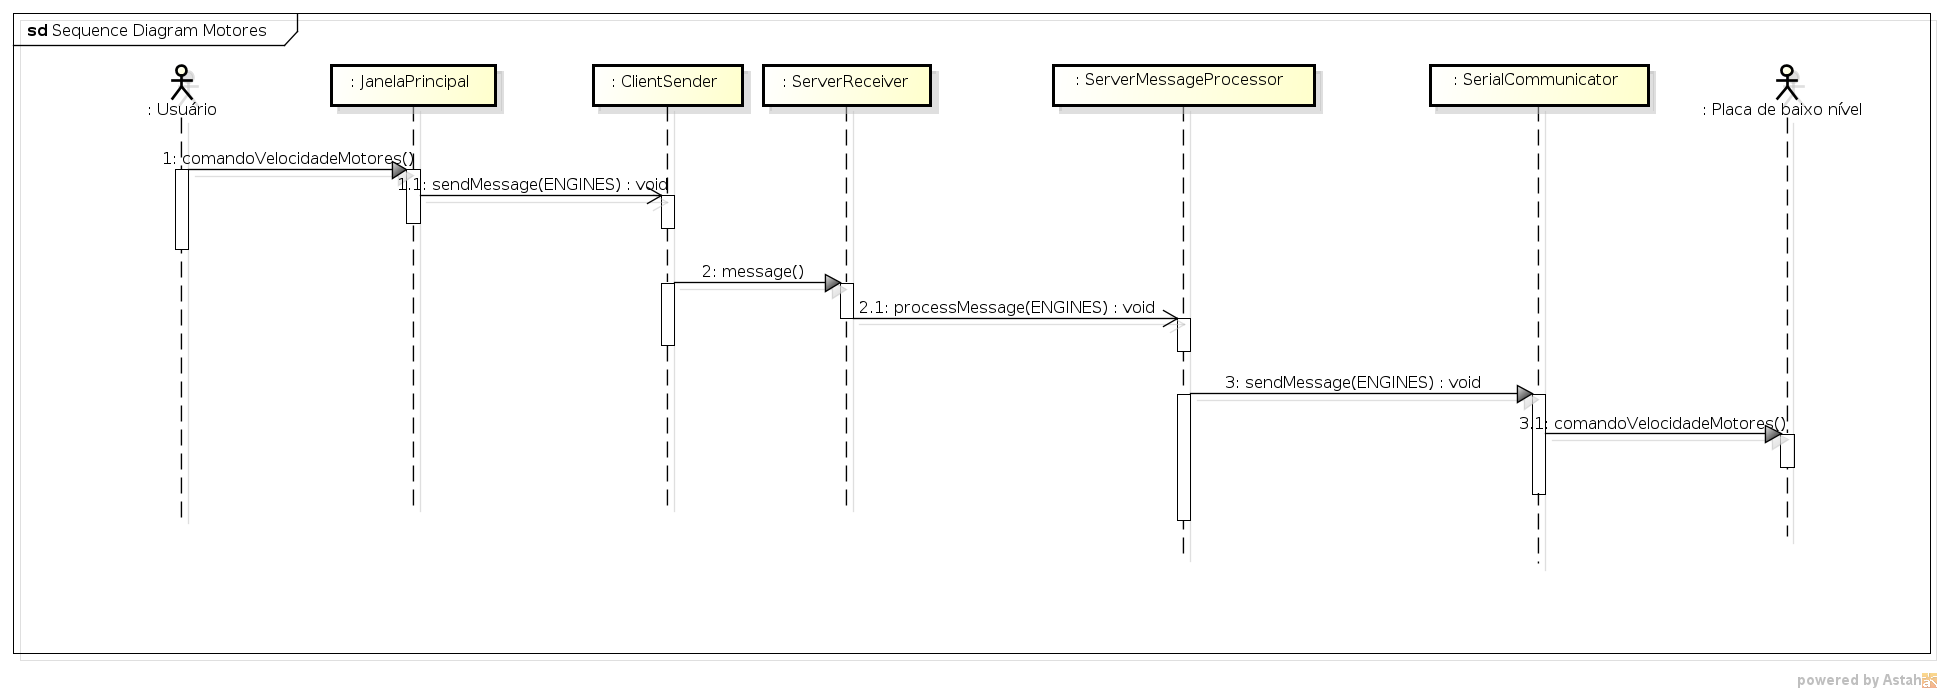 sd Sequence Diagram Motores
: Usuário
: JanelaPrincipal
: ClientSender
: ServerReceiver
: ServerMessageProcessor
: SerialCommunicator
: Placa de baixo nível
1: comandoVelocidadeMotores()
1.1: sendMessage(ENGINES) : void
2: message()
2.1: processMessage(ENGINES) : void
3: sendMessage(ENGINES) : void
3.1: comandoVelocidadeMotores()
powered by Astah